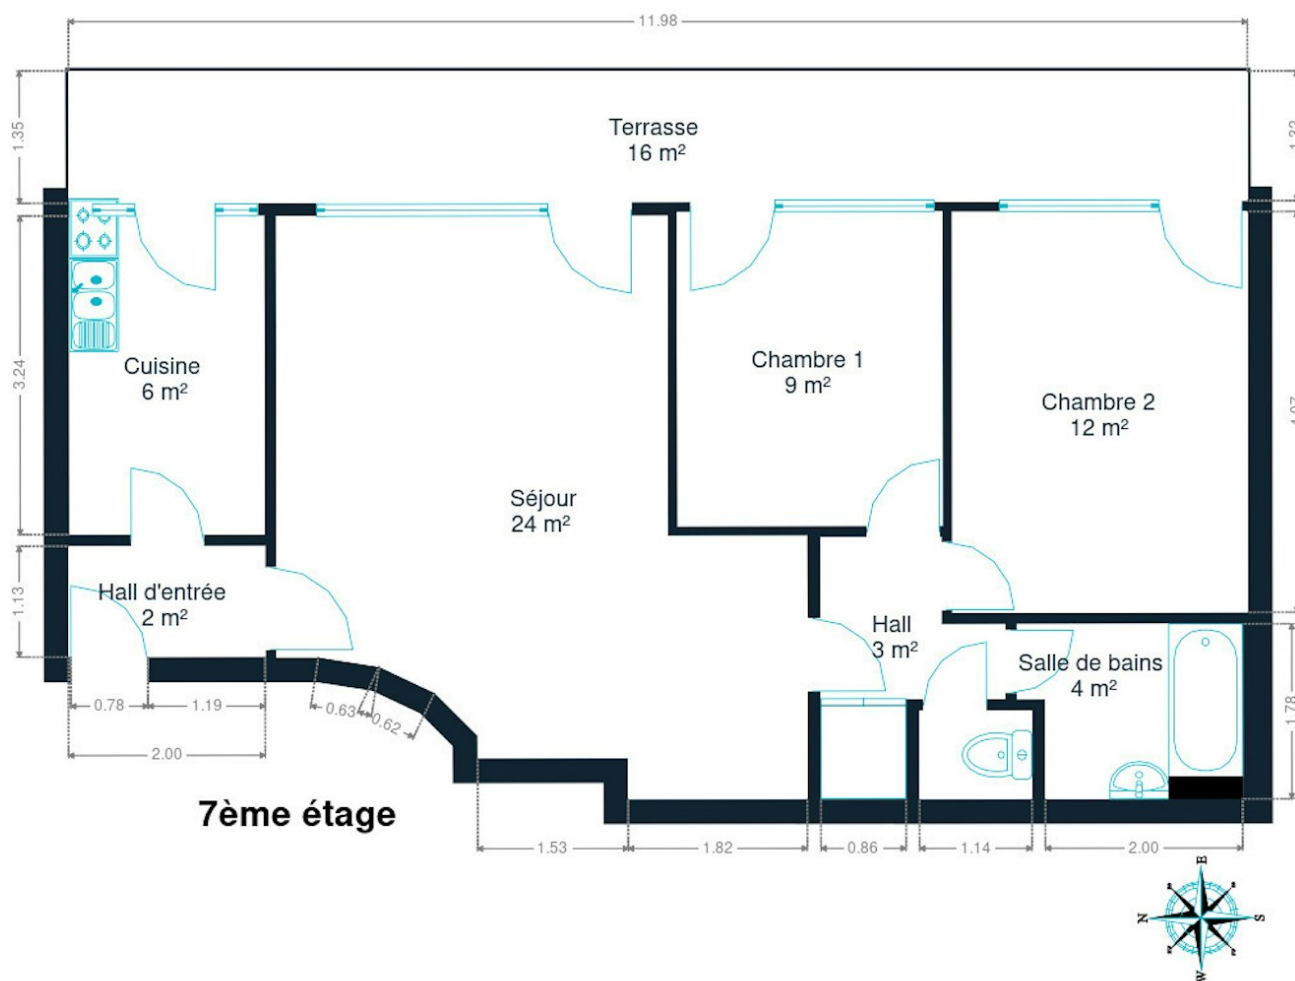 11.98
1.35
Terrasse
16 m²
3.24
Cuisine
6 m²
Chambre 1
9 m²
Chambre 2
12 m²
Séjour
24 m²
1.13
Hall d'entrée
2 m²
Hall
3 m²
Salle de bains
4 m²
1.78
0.78
1.19
0.63
0.62
2.00
7ème étage
1.53
1.82
0.86
1.14
2.00
E
N
S
W